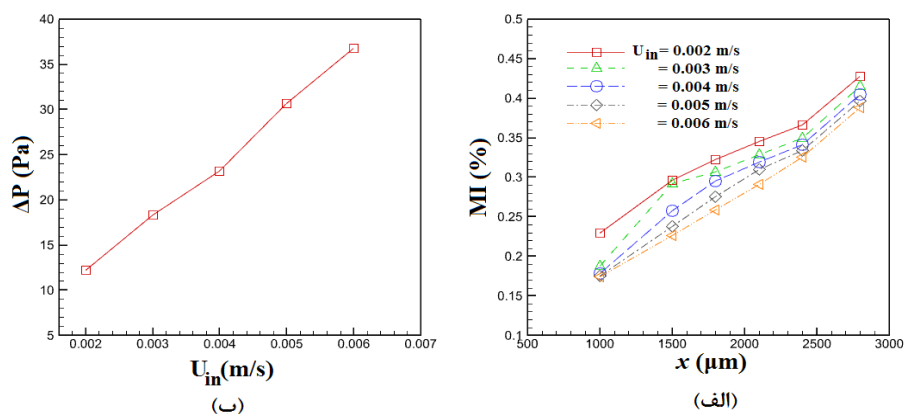 40
35
30
25
20
15
10
5
ΔP (Pa)
0.002 0.003 0.004 0.005 0.006 0.007
U_in(m/s)
(ب)
0.5
0.45
0.4
0.35
0.3
0.25
0.2
0.15
0.1
MI (%)
U_in = 0.002 m/s
= 0.003 m/s
= 0.004 m/s
= 0.005 m/s
= 0.006 m/s
500 1000 1500 2000 2500 3000
x (μm)
(الف)